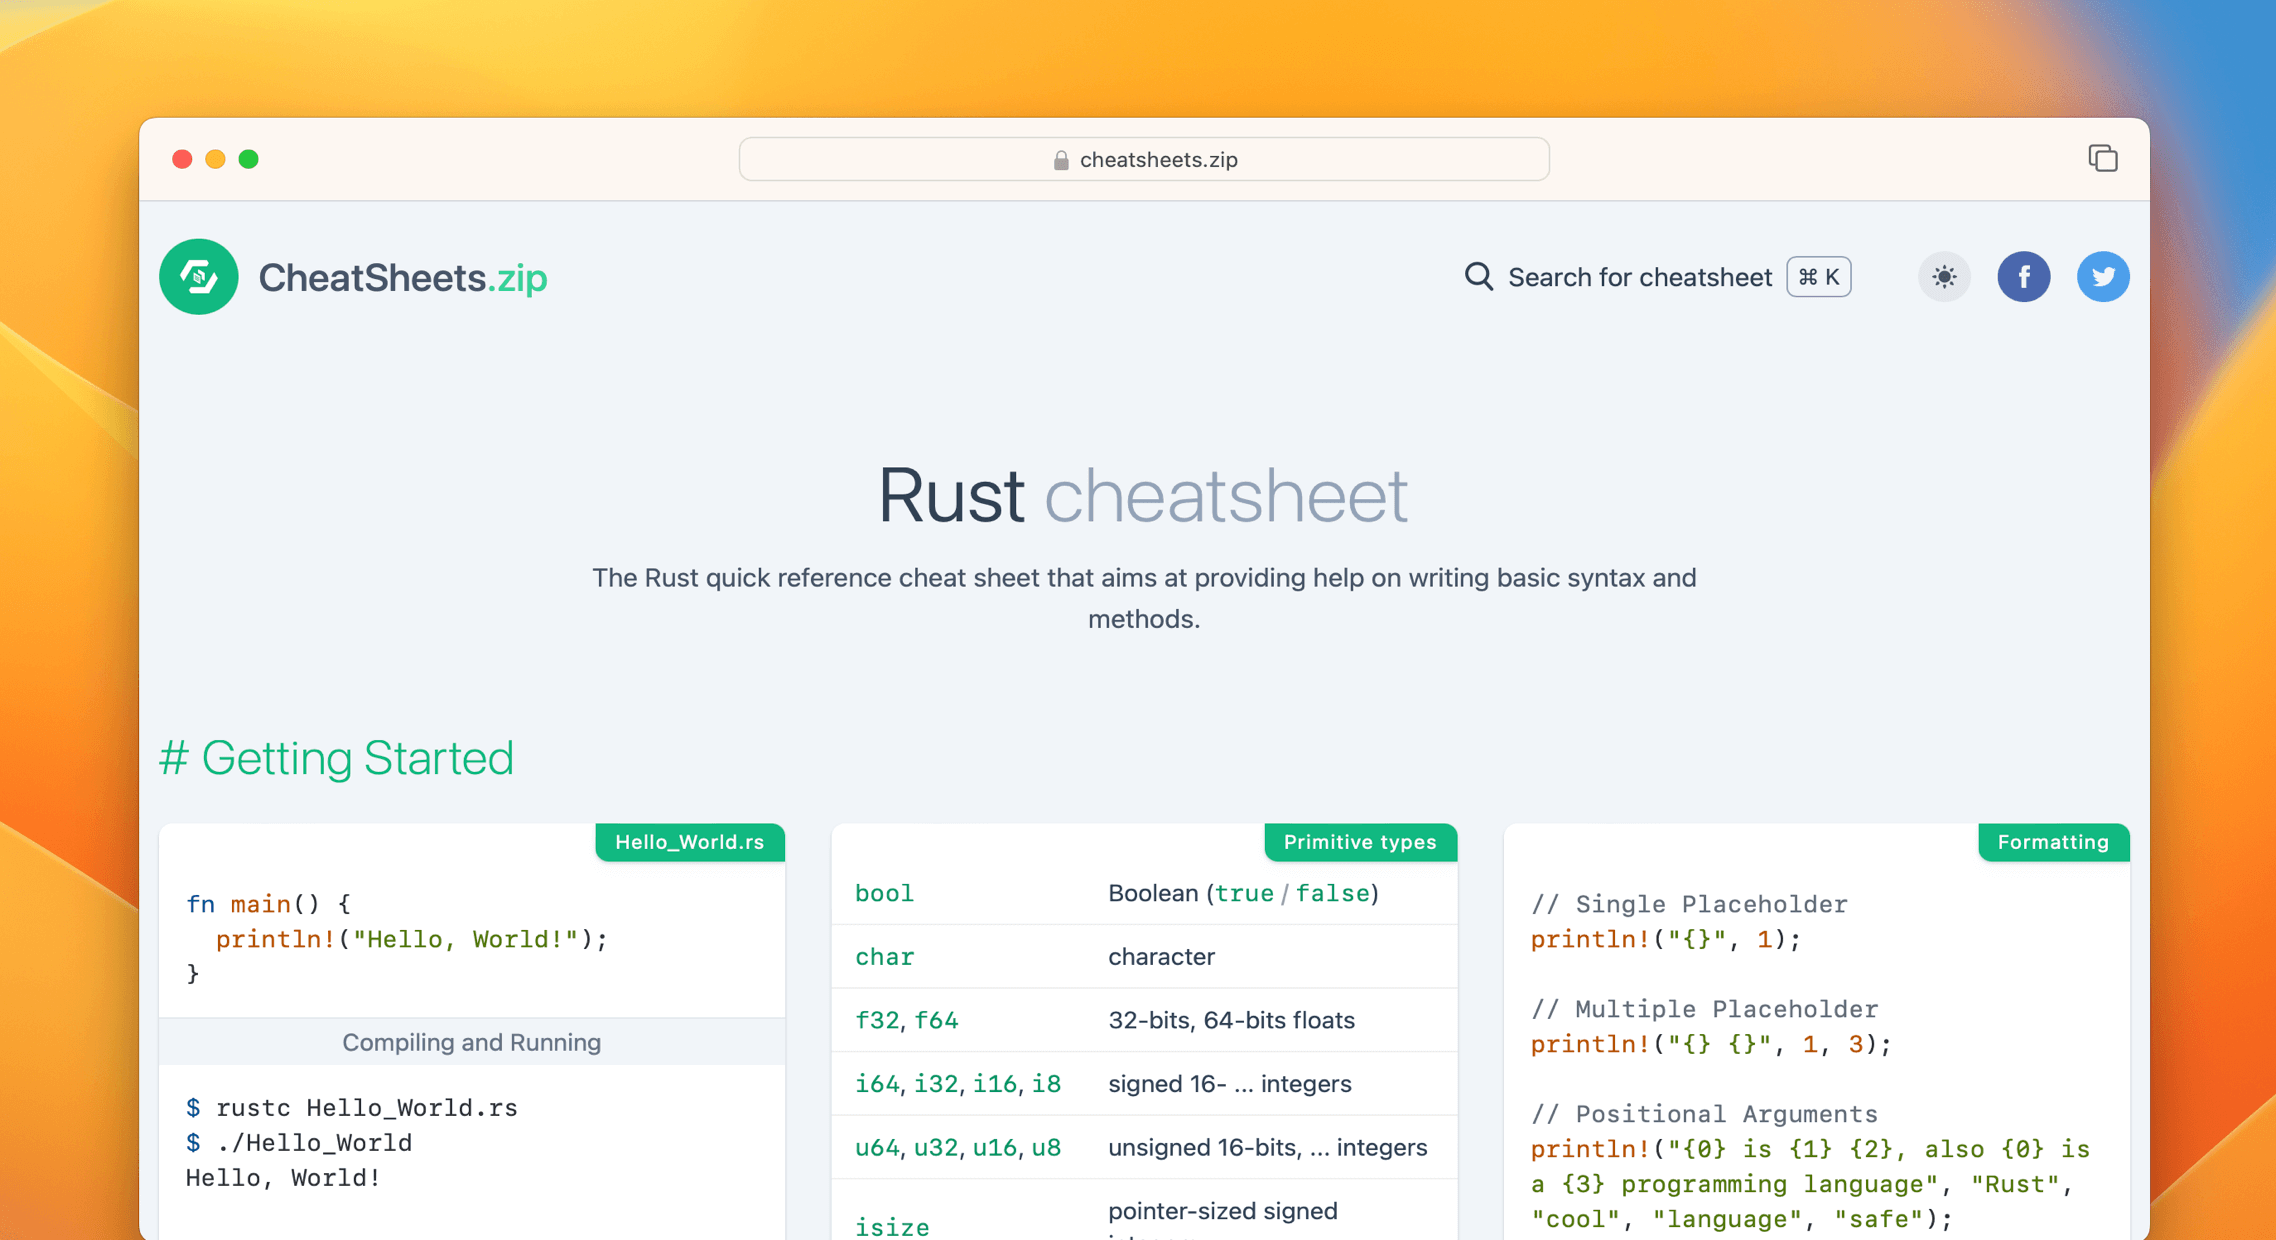 cheatsheets.zip
CheatSheets.zip
Search for cheatsheet ⌘ K
Rust cheatsheet
The Rust quick reference cheat sheet that aims at providing help on writing basic syntax and
methods.
# Getting Started
Hello_World.rs
fn main() {
  println!("Hello, World!");
}
Compiling and Running
$ rustc Hello_World.rs
$ ./Hello_World
Hello, World!
Primitive types
bool Boolean (true / false)
char character
f32, f64 32-bits, 64-bits floats
i64, i32, i16, i8 signed 16- ... integers
u64, u32, u16, u8 unsigned 16-bits, ... integers
isize pointer-sized signed
Formatting
// Single Placeholder
println!("{}", 1);
// Multiple Placeholder
println!("{} {}", 1, 3);
// Positional Arguments
println!("{0} is {1} {2}, also {0} is
a {3} programming language", "Rust",
"cool", "language", "safe");